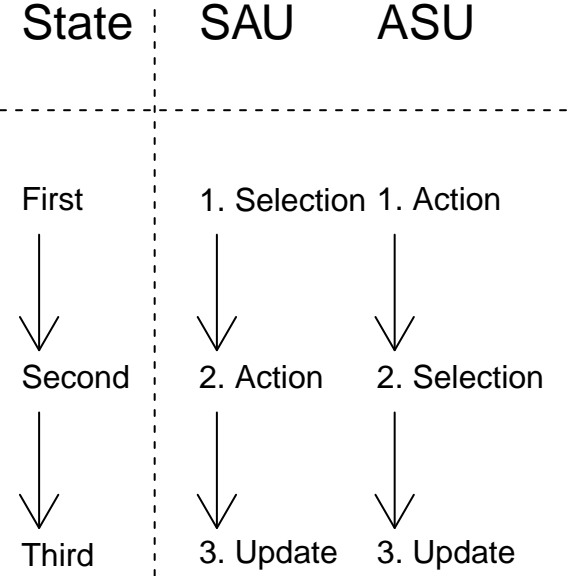 State SAU ASU
First 1. Selection 1. Action
Second 2. Action 2. Selection
Third 3. Update 3. Update